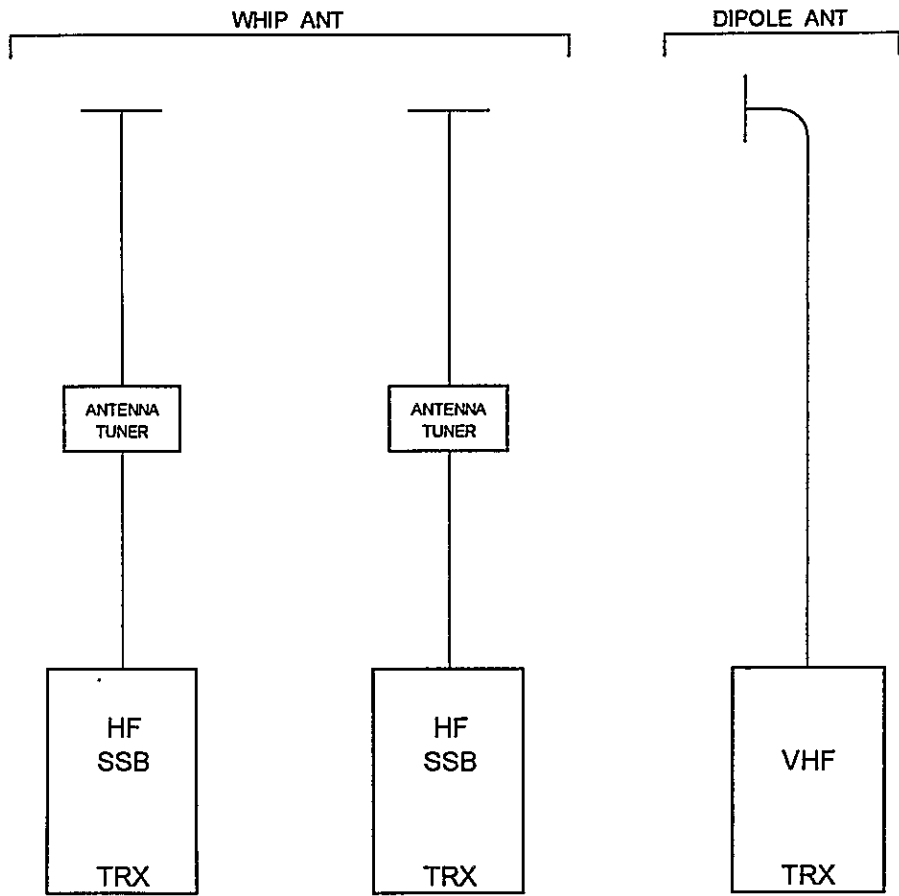 WHIP ANT
DIPOLE ANT
ANTENNA
TUNER
ANTENNA
TUNER
HF
SSB
TRX
HF
SSB
TRX
VHF
TRX